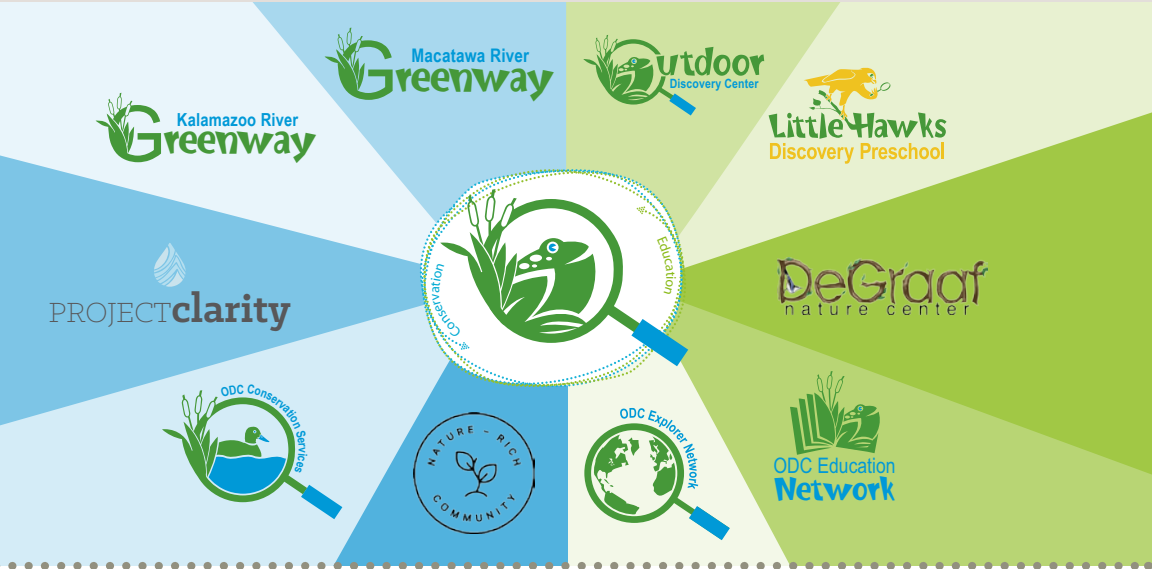 Macatawa River
Greenway
Outdoor
Discovery Center
Kalamazoo River
Greenway
Little Hawks
Discovery Preschool
Conservation
Education
PROJECTclarity
DeGraaf
nature center
ODC Conservation Services
NATURE - RICH
COMMUNITY
ODC Explorer Network
ODC Education
Network